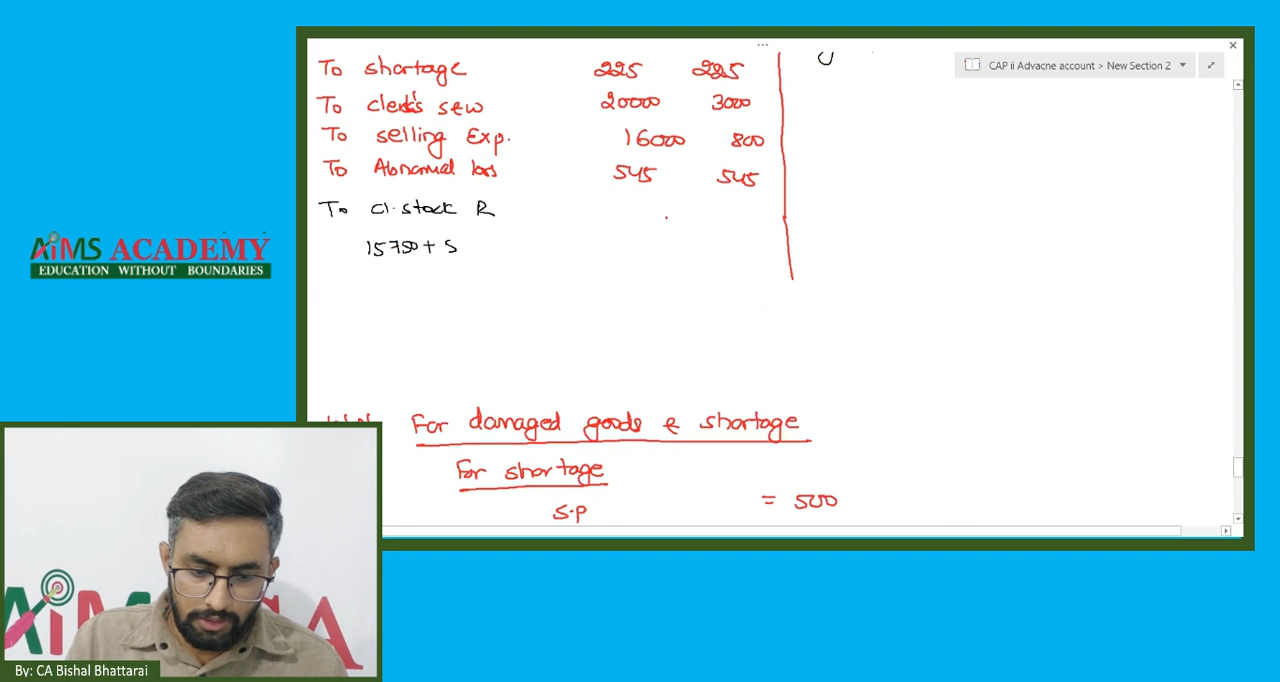 To shortage 225 225
CAP ii Advacne account > New Section 2
To clerk's sew 20000 3000
To selling Exp. 16000 800
To Abnormal loss 545 545
To cl. stock R
15750 + 5
AiMS ACADEMY
EDUCATION WITHOUT BOUNDARIES
For damaged goods & shortage
For shortage
S.P = 500
By: CA Bishal Bhattarai